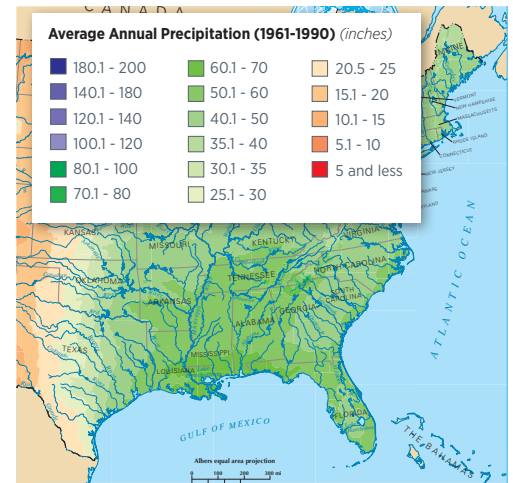 CANADA
Average Annual Precipitation (1961-1990) (inches)
180.1 - 200
140.1 - 180
120.1 - 140
100.1 - 120
80.1 - 100
70.1 - 80
60.1 - 70
50.1 - 60
40.1 - 50
35.1 - 40
30.1 - 35
25.1 - 30
20.5 - 25
15.1 - 20
10.1 - 15
5.1 - 10
5 and less
MAINE
VERMONT
NEW HAMPSHIRE
MASSACHUSETTS
RHODE ISLAND
CONNECTICUT
NEW JERSEY
KANSAS
MISSOURI
KENTUCKY
VIRGINIA
OKLAHOMA
TENNESSEE
NORTH CAROLINA
ARKANSAS
SOUTH
CAROLINA
GEORGIA
ALABAMA
TEXAS
MISSISSIPPI
LOUISIANA
FLORIDA
ATLANTIC OCEAN
GULF OF MEXICO
THE BAHAMAS
Albers equal area projection
0 100 200 300 mi